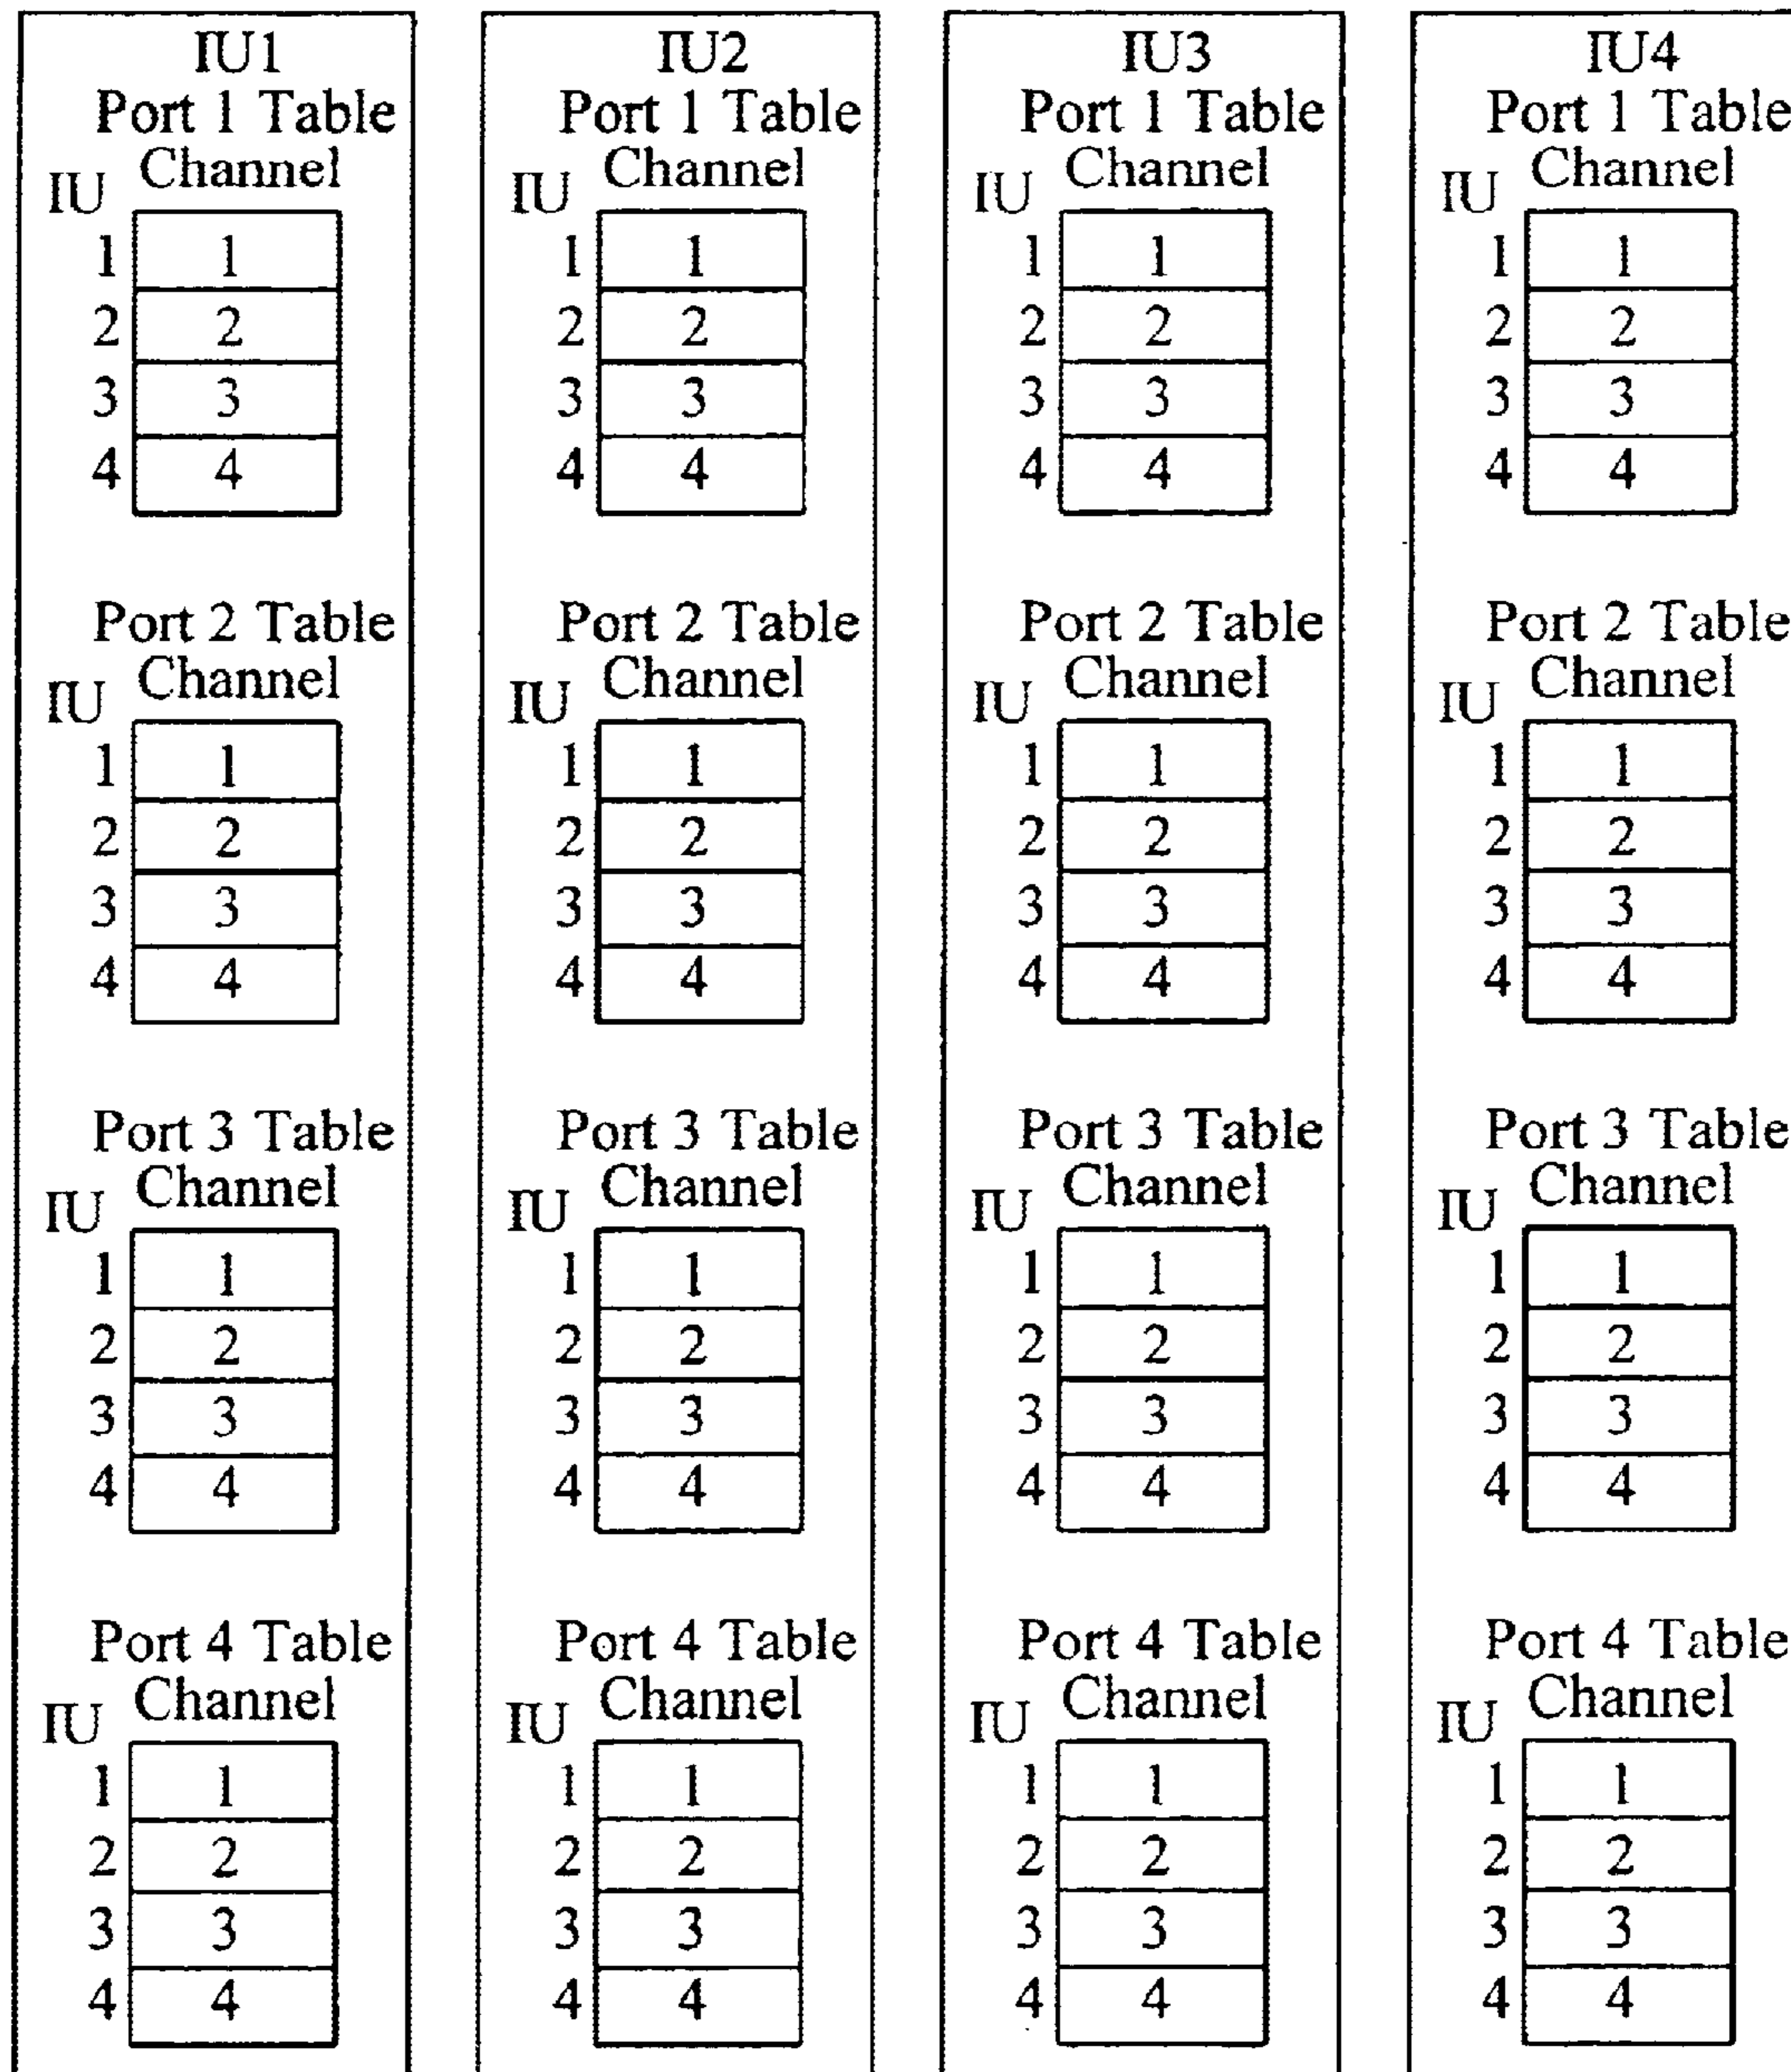 IU1
Port 1 Table
Channel
IU
1 1
2 2
3 3
4 4
Port 2 Table
Channel
IU
1 1
2 2
3 3
4 4
Port 3 Table
Channel
IU
1 1
2 2
3 3
4 4
Port 4 Table
Channel
IU
1 1
2 2
3 3
4 4
IU2
Port 1 Table
Channel
IU
1 1
2 2
3 3
4 4
Port 2 Table
Channel
IU
1 1
2 2
3 3
4 4
Port 3 Table
Channel
IU
1 1
2 2
3 3
4 4
Port 4 Table
Channel
IU
1 1
2 2
3 3
4 4
IU3
Port 1 Table
Channel
IU
1 1
2 2
3 3
4 4
Port 2 Table
Channel
IU
1 1
2 2
3 3
4 4
Port 3 Table
Channel
IU
1 1
2 2
3 3
4 4
Port 4 Table
Channel
IU
1 1
2 2
3 3
4 4
IU4
Port 1 Table
Channel
IU
1 1
2 2
3 3
4 4
Port 2 Table
Channel
IU
1 1
2 2
3 3
4 4
Port 3 Table
Channel
IU
1 1
2 2
3 3
4 4
Port 4 Table
Channel
IU
1 1
2 2
3 3
4 4